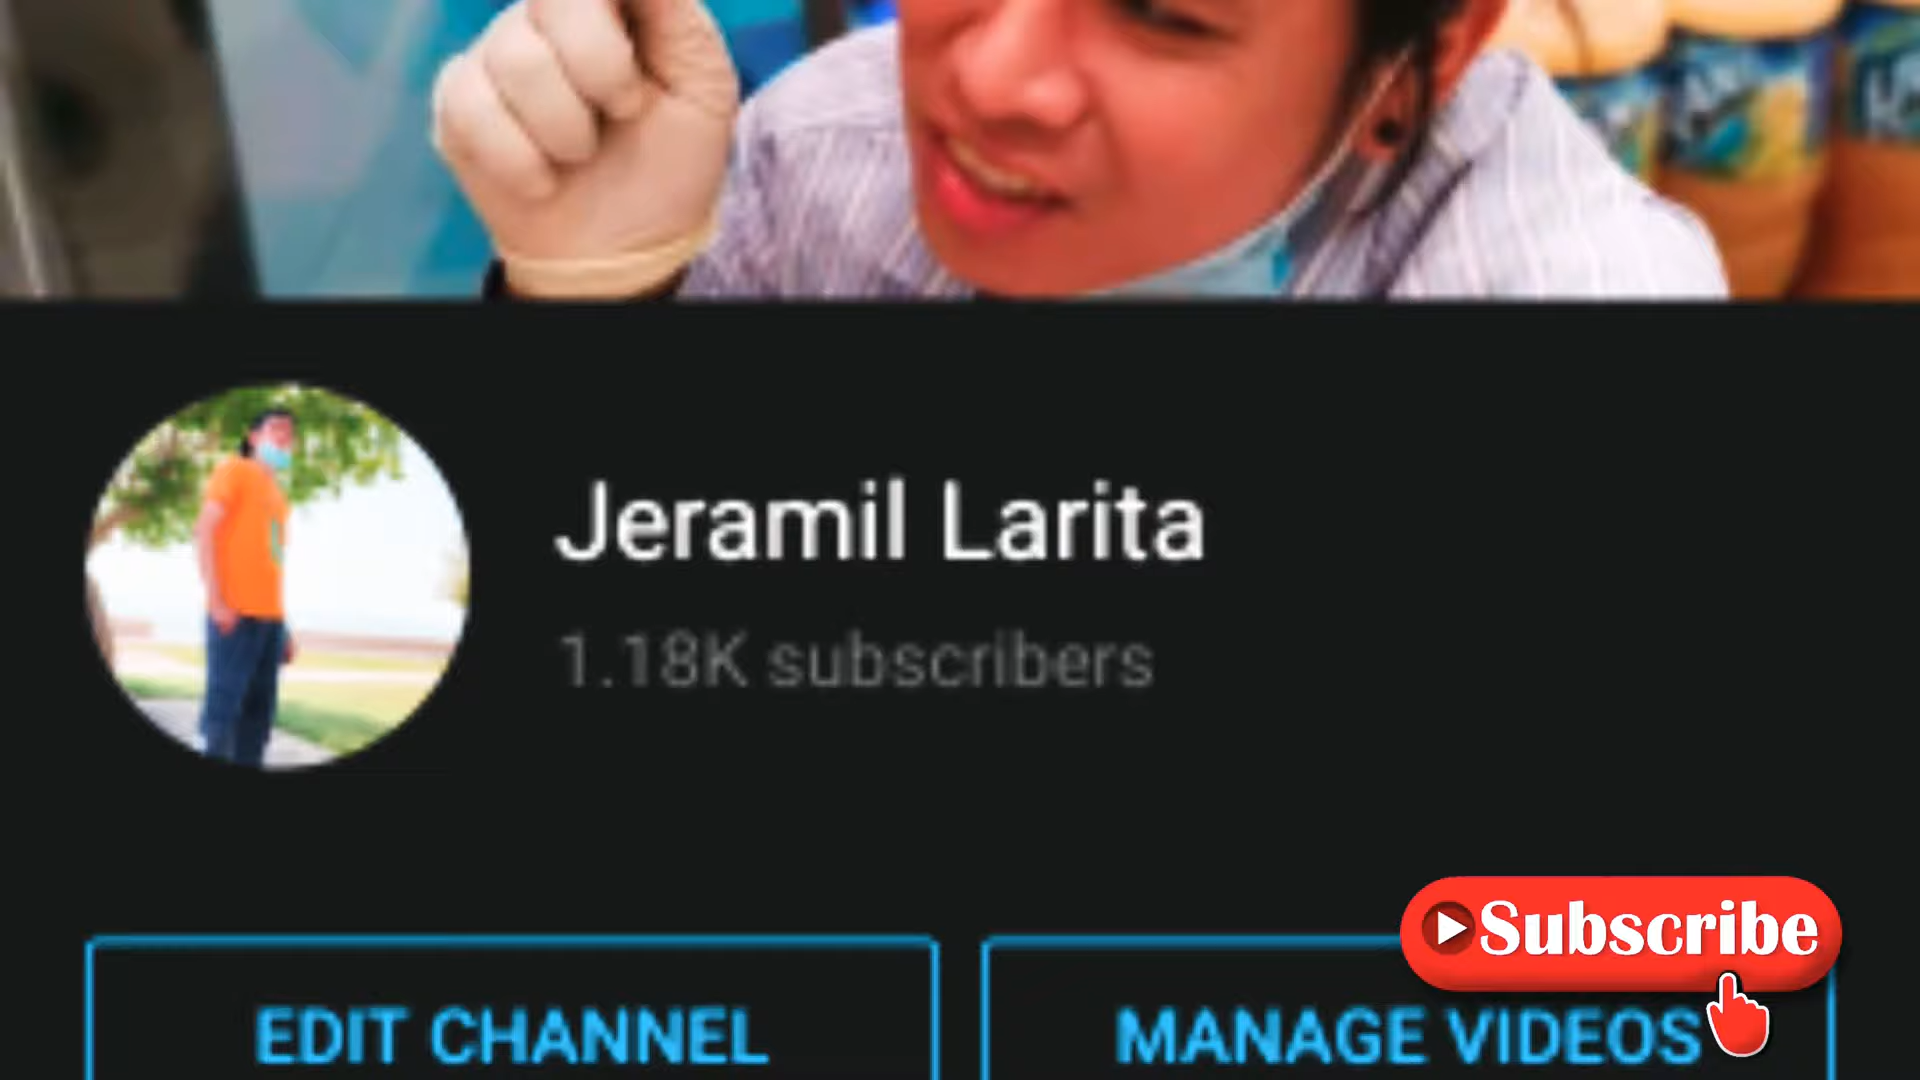 Jeramil Larita
1.18K subscribers
Subscribe
EDIT CHANNEL
MANAGE VIDEOS